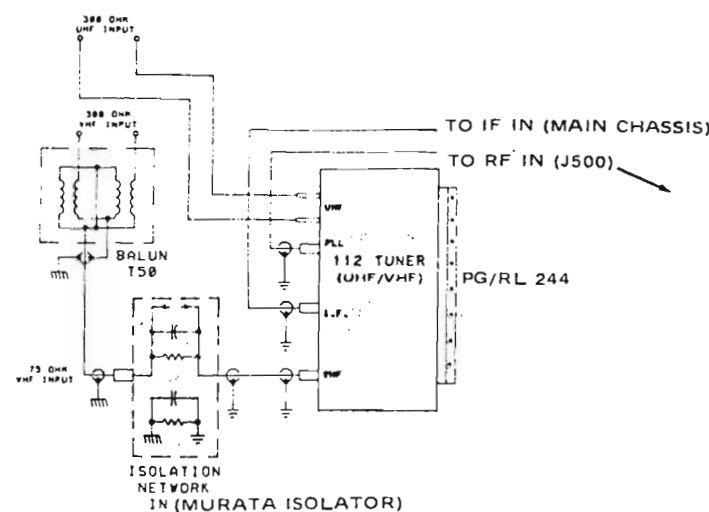 300 OHM
UHF INPUT
300 OHM
VHF INPUT
TO IF IN (MAIN CHASSIS)
TO RF IN (J500)
UHF
PLL
BALUN
T50
112 TUNER
(UHF/VHF)
PG/RL 244
I.F.
75 OHM
VHF INPUT
VHF
ISOLATION
NETWORK
IN (MURATA ISOLATOR)